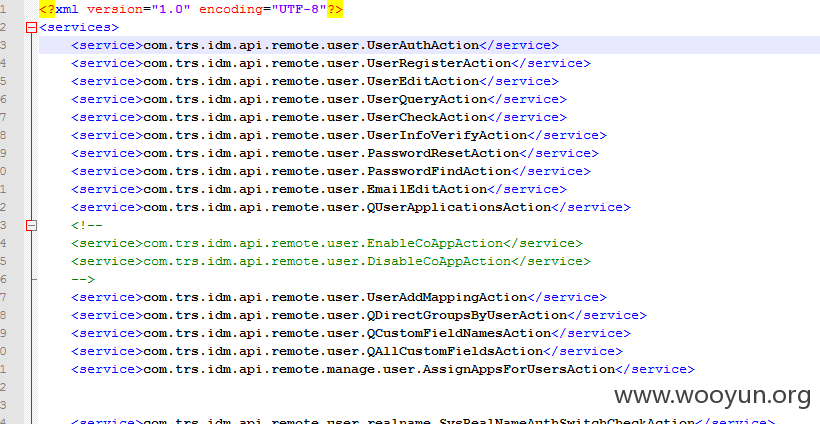 1 <?xml version="1.0" encoding="UTF-8"?>
2 <services>
3 <service>com.trs.idm.api.remote.user.UserAuthAction</service>
4 <service>com.trs.idm.api.remote.user.UserRegisterAction</service>
5 <service>com.trs.idm.api.remote.user.UserEditAction</service>
6 <service>com.trs.idm.api.remote.user.UserQueryAction</service>
7 <service>com.trs.idm.api.remote.user.UserCheckAction</service>
8 <service>com.trs.idm.api.remote.user.UserInfoVerifyAction</service>
9 <service>com.trs.idm.api.remote.user.PasswordResetAction</service>
0 <service>com.trs.idm.api.remote.user.PasswordFindAction</service>
1 <service>com.trs.idm.api.remote.user.EmailEditAction</service>
2 <service>com.trs.idm.api.remote.user.QUserApplicationsAction</service>
3 <!--
4 <service>com.trs.idm.api.remote.user.EnableCoAppAction</service>
5 <service>com.trs.idm.api.remote.user.DisableCoAppAction</service>
6 -->
7 <service>com.trs.idm.api.remote.user.UserAddMappingAction</service>
8 <service>com.trs.idm.api.remote.user.QDirectGroupsByUserAction</service>
9 <service>com.trs.idm.api.remote.user.QCustomFieldNamesAction</service>
0 <service>com.trs.idm.api.remote.user.QAllCustomFieldsAction</service>
1 <service>com.trs.idm.api.remote.manage.user.AssignAppsForUsersAction</service>
2
3
4 <service>com.trs.idm.api.remote.user.realname.SysRealNameAuthSwitchCheckAction</service>
www.wooyun.org